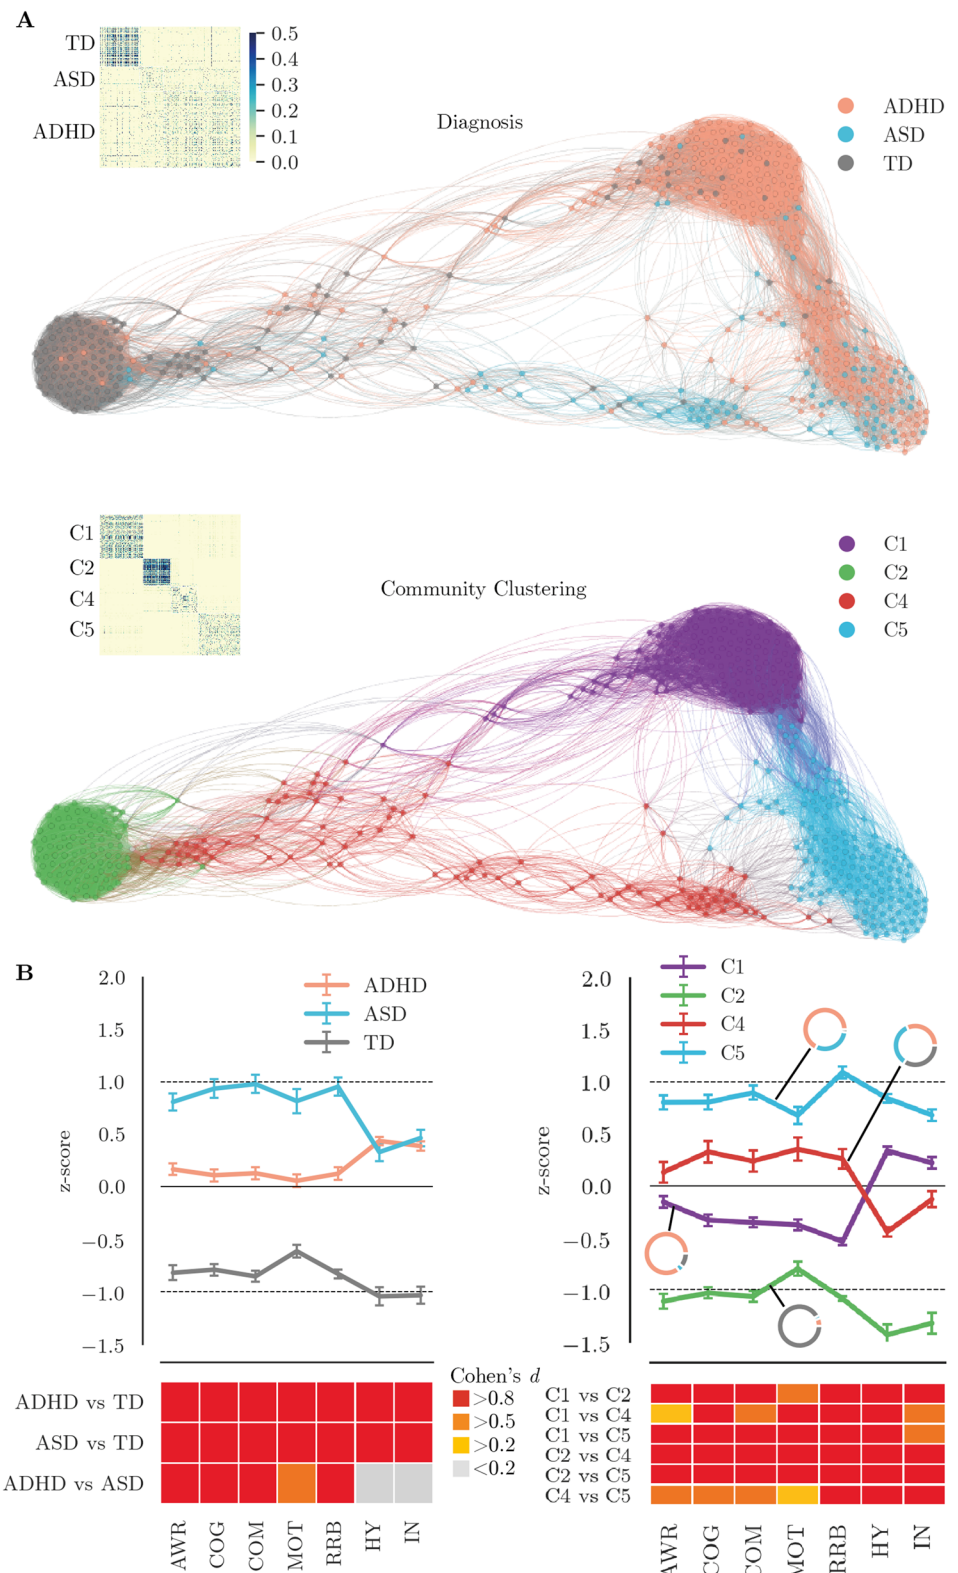 A
TD
ASD
ADHD
0.5
0.4
0.3
0.2
0.1
0.0
Diagnosis
ADHD
ASD
TD
C1
C2
C4
C5
Community Clustering
C1
C2
C4
C5
B
2.0
1.5
1.0
0.5
0.0
−0.5
−1.0
−1.5
z-score
ADHD
ASD
TD
2.0
1.5
1.0
0.5
0.0
−0.5
−1.0
−1.5
z-score
C1
C2
C4
C5
ADHD vs TD
ASD vs TD
ADHD vs ASD
AWR
COG
COM
MOT
RRB
HY
IN
Cohen's d
>0.8
>0.5
>0.2
<0.2
C1 vs C2
C1 vs C4
C1 vs C5
C2 vs C4
C2 vs C5
C4 vs C5
AWR
COG
COM
MOT
RRB
HY
IN